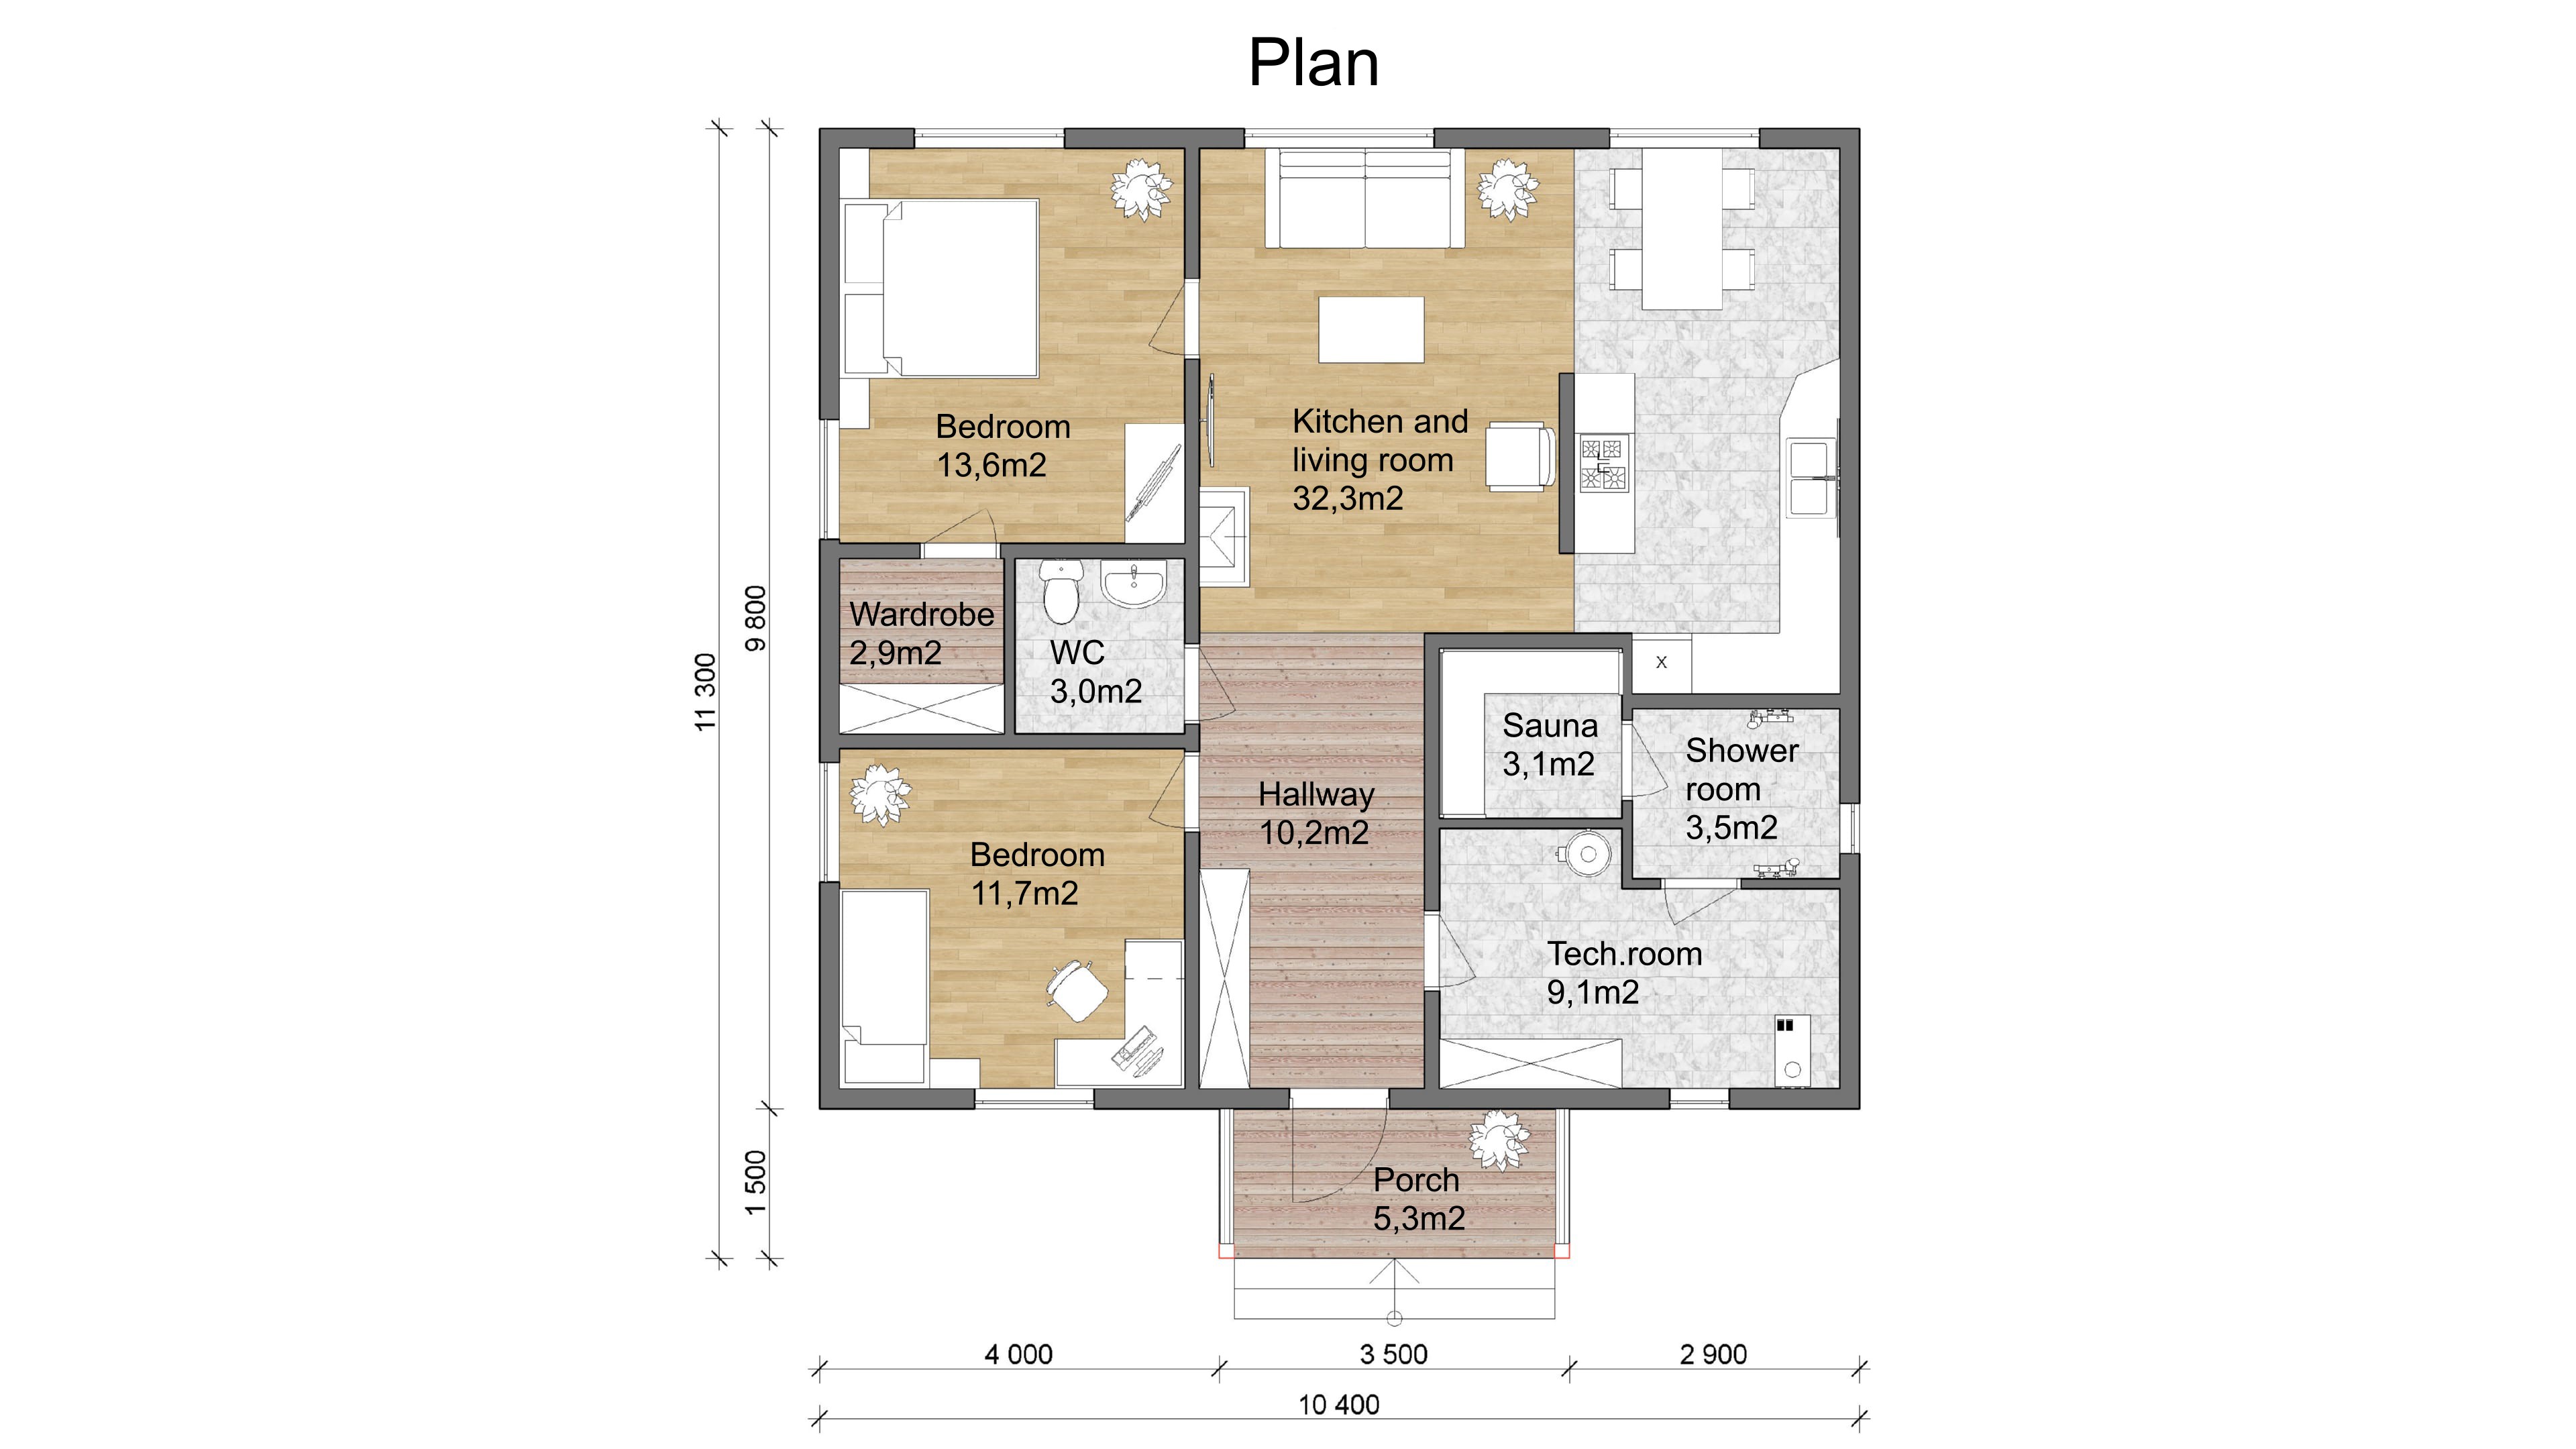 Plan
Bedroom
13,6m2
Kitchen and
living room
32,3m2
Wardrobe
2,9m2
WC
3,0m2
X
Sauna
3,1m2
Shower
room
3,5m2
Hallway
10,2m2
Bedroom
11,7m2
Tech.room
9,1m2
Porch
5,3m2
11 300
9 800
1 500
4 000
3 500
2 900
10 400